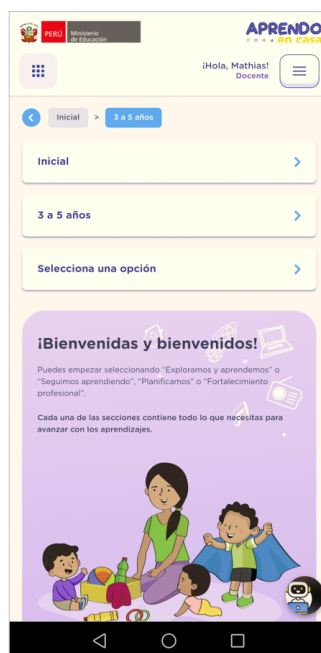 PERÚ
Ministerio
de Educación
APRENDO
en casa
¡Hola, Mathias!
Docente
Inicial > 3 a 5 años
Inicial
3 a 5 años
Selecciona una opción
¡Bienvenidas y bienvenidos!
Puedes empezar seleccionando "Exploramos y aprendemos" o
"Seguimos aprendiendo", "Planificamos" o "Fortalecimiento
profesional".
Cada una de las secciones contiene todo lo que necesitas para
avanzar con los aprendizajes.